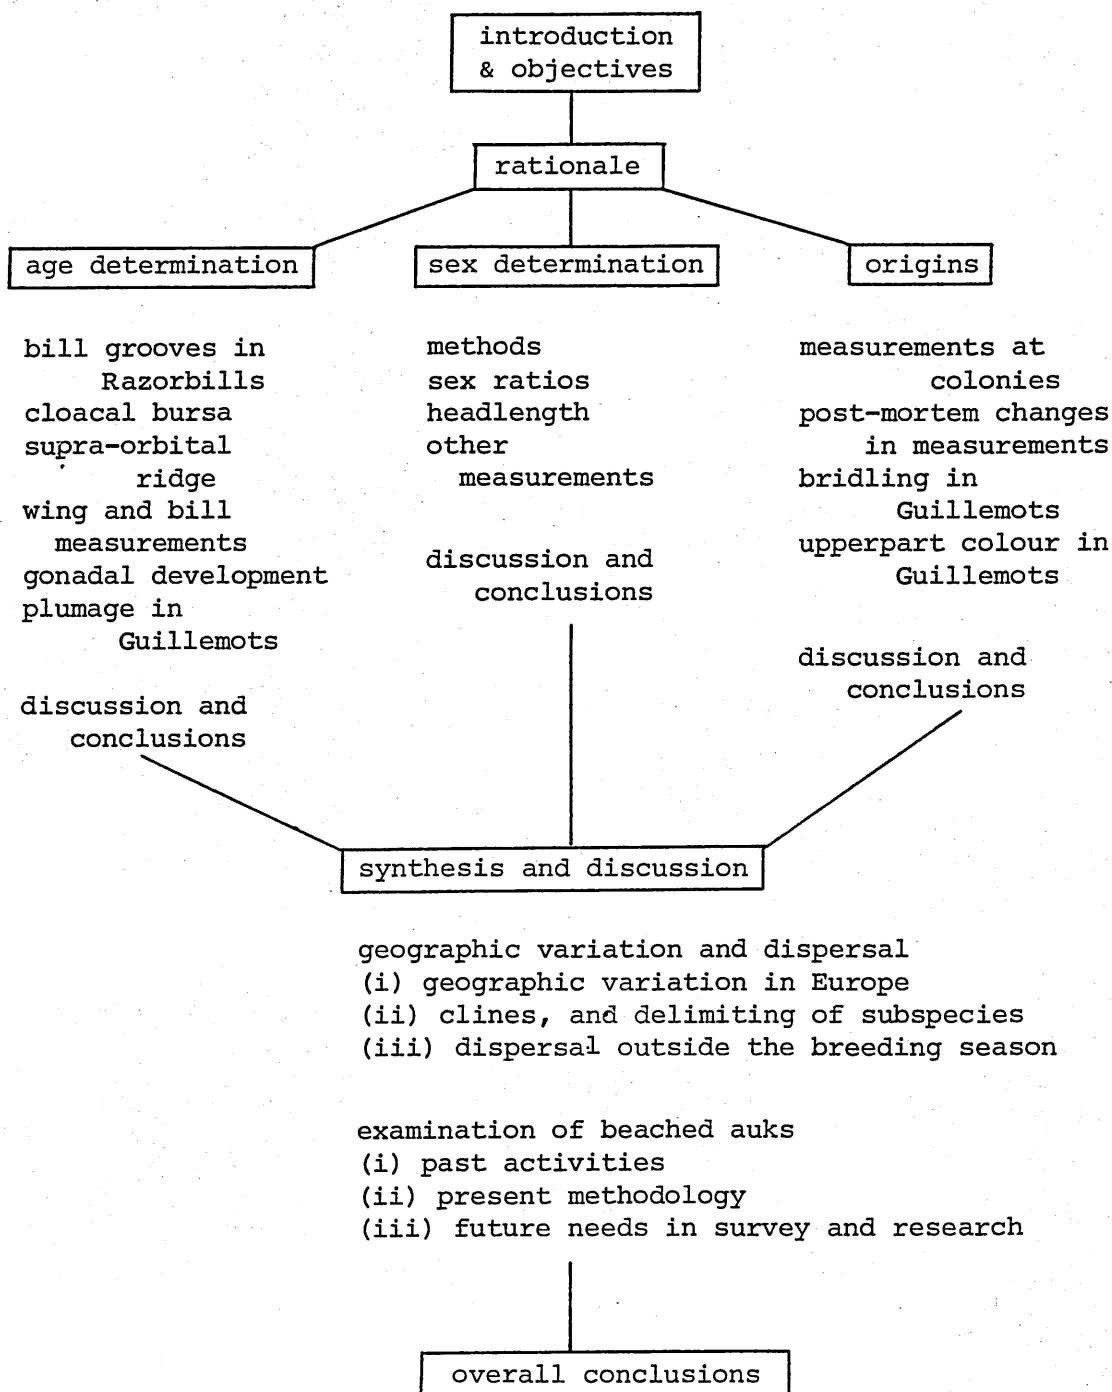 introduction
& objectives
rationale
age determination
bill grooves in
Razorbills
cloacal bursa
supra-orbital
ridge
wing and bill
measurements
gonadal development
plumage in
Guillemots
discussion and
conclusions
sex determination
methods
sex ratios
headlength
other
measurements
discussion and
conclusions
origins
measurements at
colonies
post-mortem changes
in measurements
bridling in
Guillemots
upperpart colour in
Guillemots
discussion and
conclusions
synthesis and discussion
geographic variation and dispersal
(i) geographic variation in Europe
(ii) clines, and delimiting of subspecies
(iii) dispersal outside the breeding season
examination of beached auks
(i) past activities
(ii) present methodology
(iii) future needs in survey and research
overall conclusions